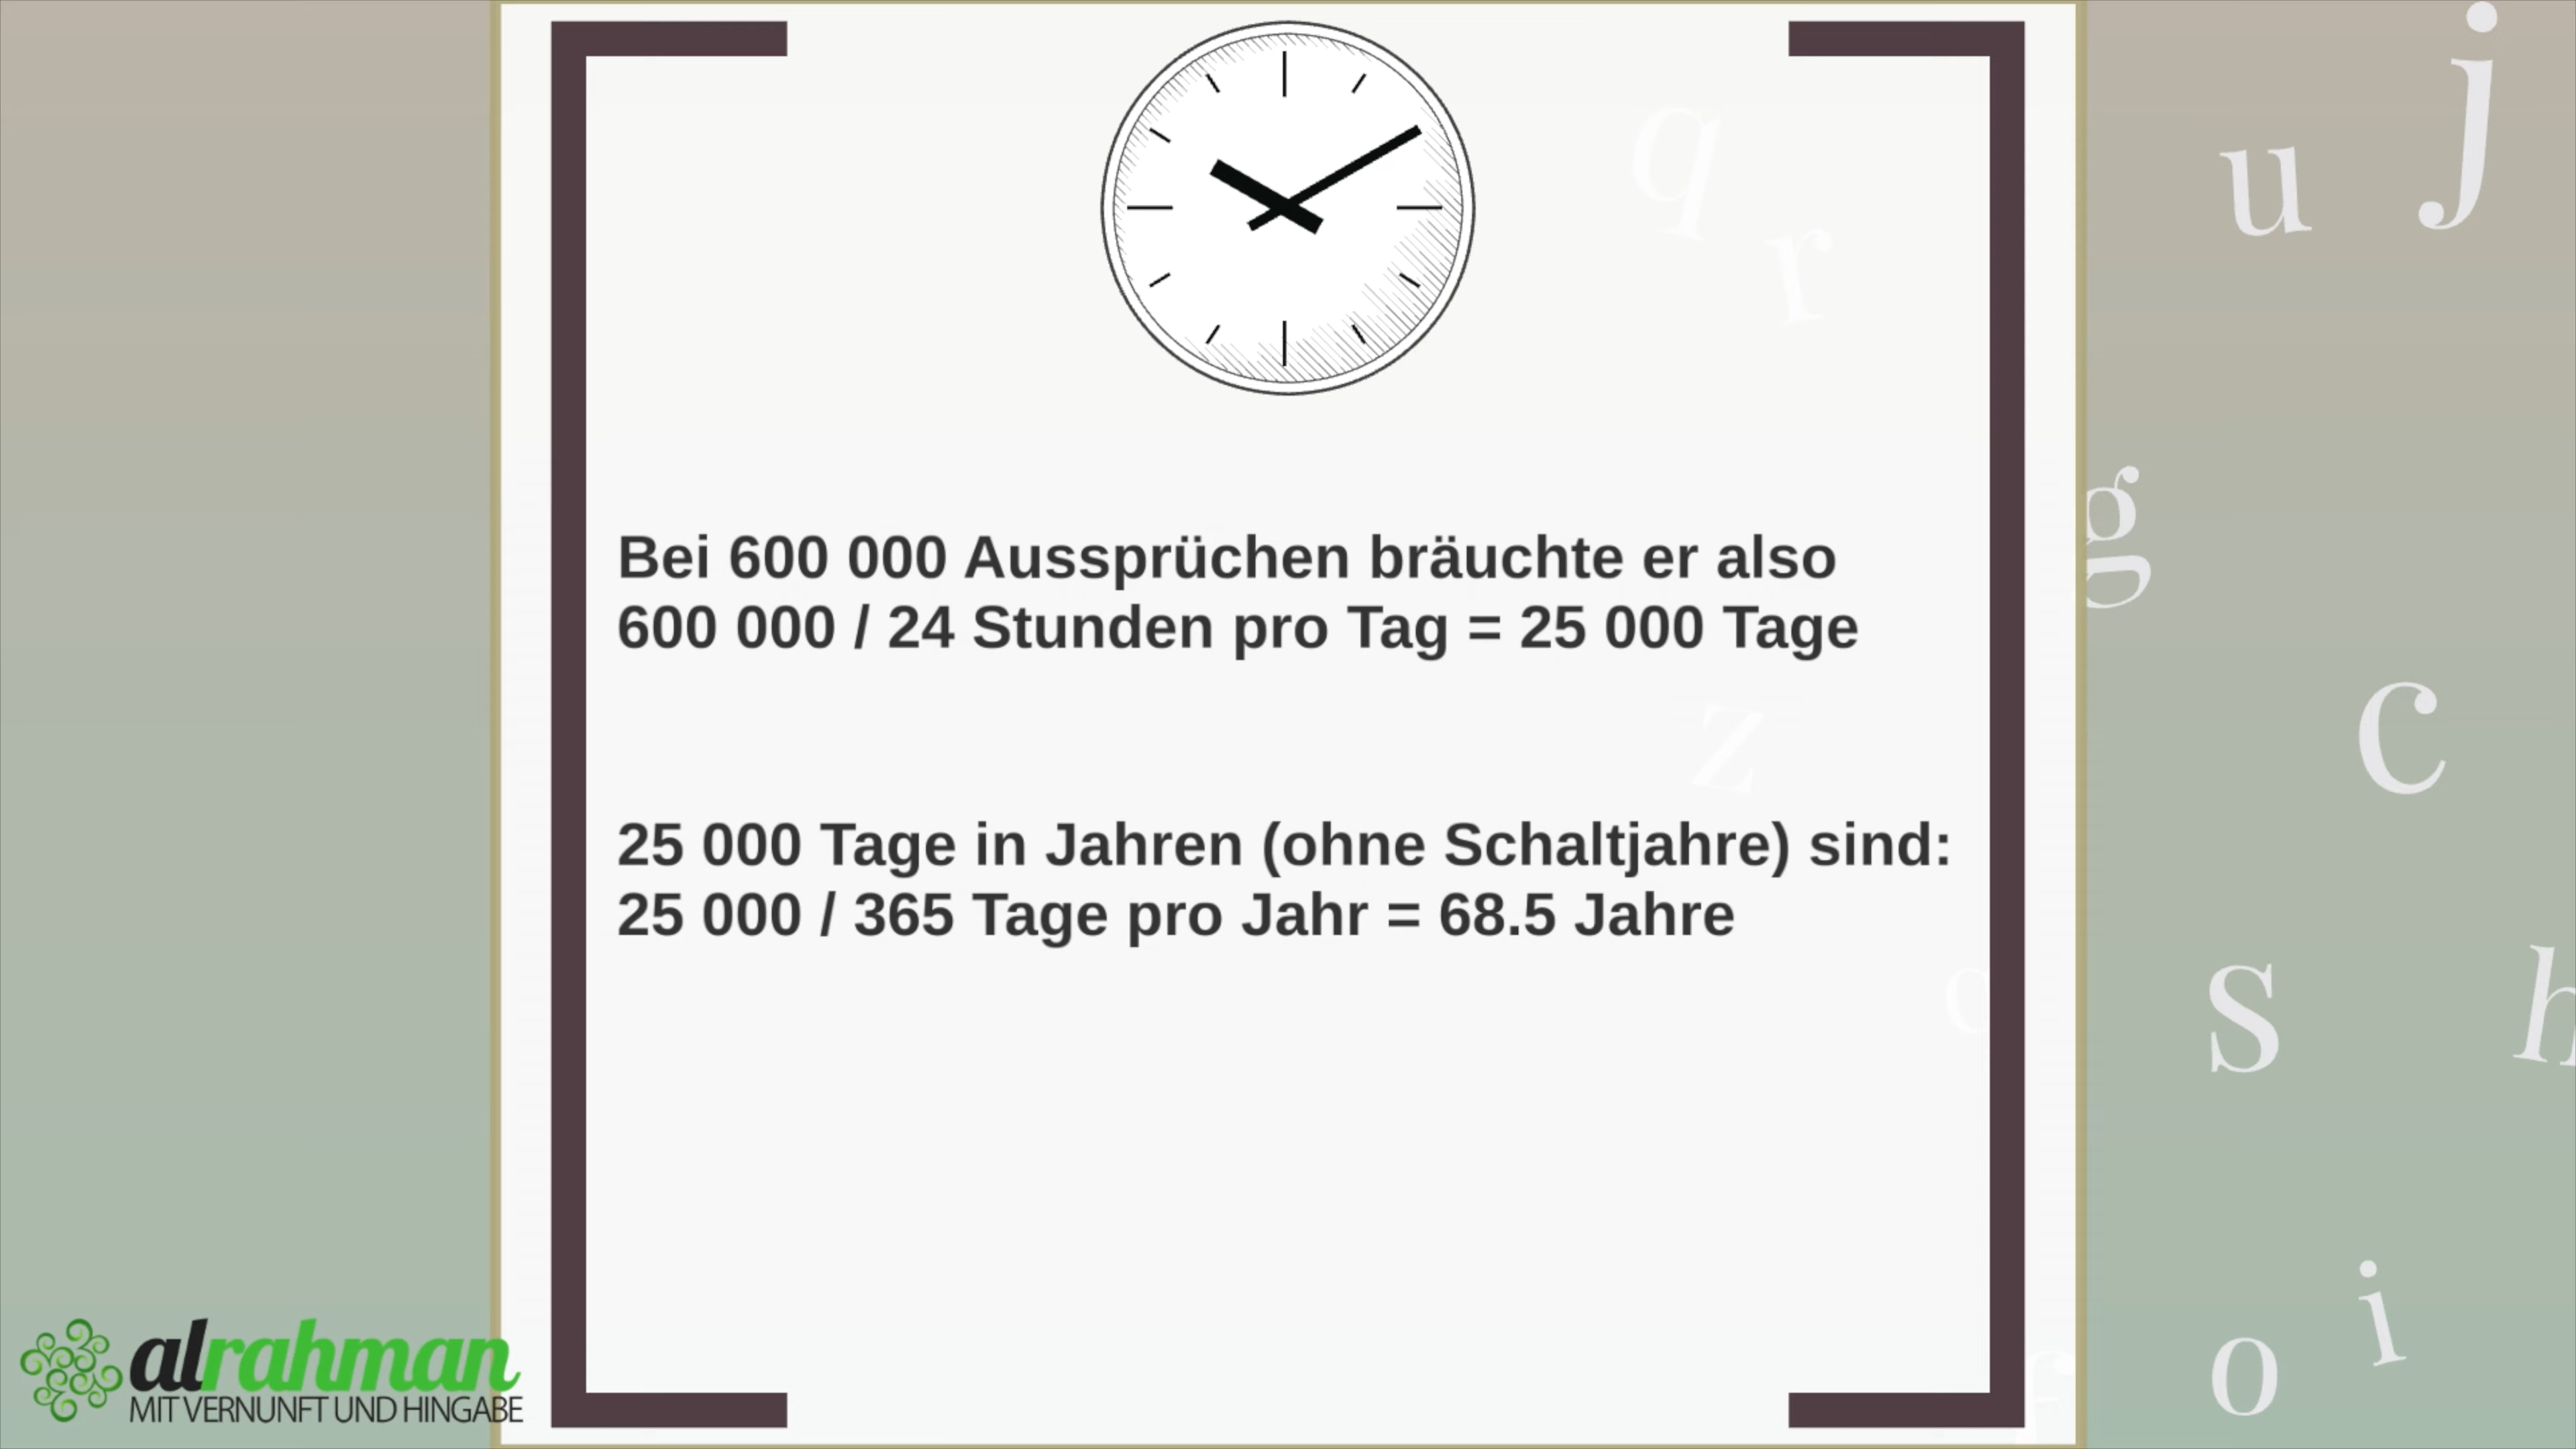 Bei 600 000 Aussprüchen bräuchte er also
600 000 / 24 Stunden pro Tag = 25 000 Tage
25 000 Tage in Jahren (ohne Schaltjahre) sind:
25 000 / 365 Tage pro Jahr = 68.5 Jahre
alrahman
MIT VERNUNFT UND HINGABE
j
u
q
r
g
z
c
s
h
i
o
f